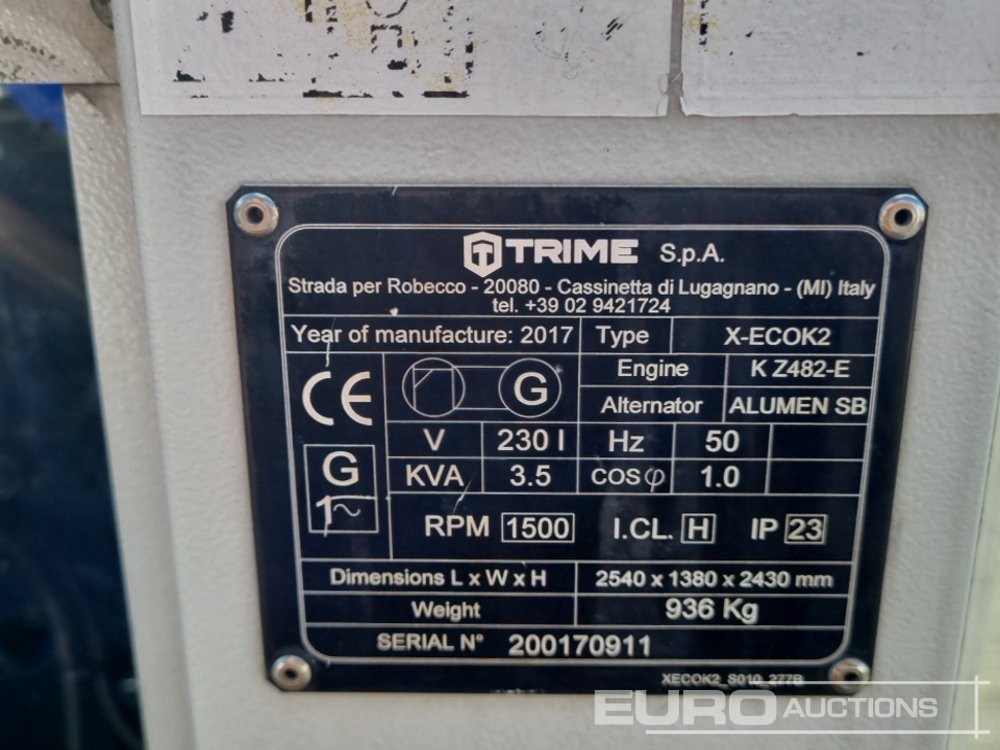 TRIME S.p.A.
Strada per Robecco - 20080 - Cassinetta di Lugagnano - (MI) Italy
tel. +39 02 9421724
Year of manufacture: 2017 Type X-ECOK2
CE G Engine K Z482-E
Alternator ALUMEN SB
V 230 I Hz 50
G KVA 3.5 COS φ 1.0
1~
RPM 1500 I.CL. H IP 23
Dimensions L x W x H 2540 x 1380 x 2430 mm
Weight 936 Kg
SERIAL N° 200170911
XECOK2_S010_277B
EURO AUCTIONS